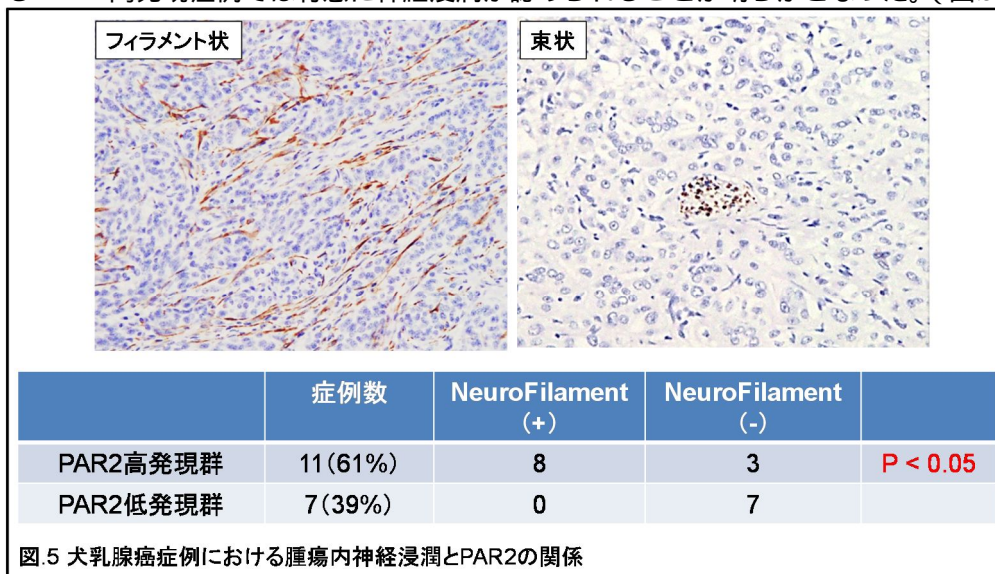 フィラメント状
束状
症例数 NeuroFilament (+) NeuroFilament (-)
PAR2高発現群 11(61%) 8 3 P < 0.05
PAR2低発現群 7(39%) 0 7
図.5 犬乳腺癌症例における腫瘍内神経浸潤とPAR2の関係